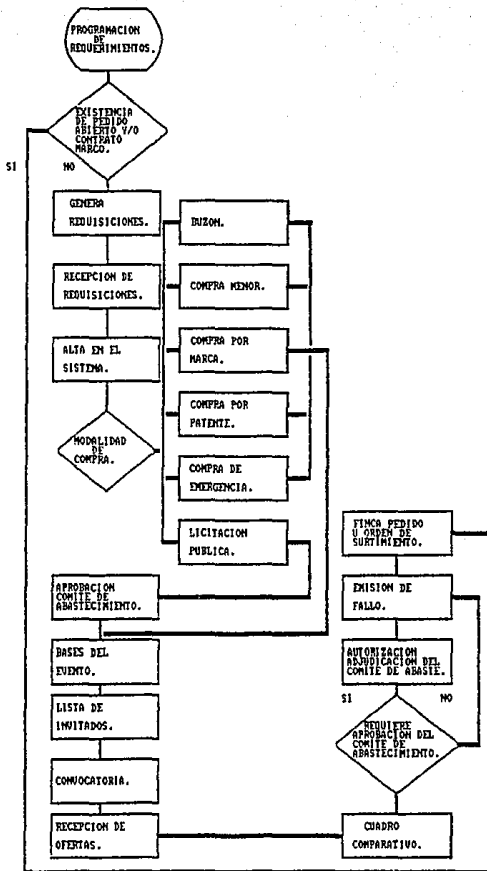 PROGRAMACION
DE
REQUERIMIENTOS.
EXISTENCIA
DE PEDIDO
ABIERTO Y/O
CONTRATO
MARCO.
SI
NO
GENERA
REQUISICIONES.
RECEPCION DE
REQUISICIONES.
ALTA EN EL
SISTEMA.
MODALIDAD
DE
COMPRA.
BUZON.
COMPRA MENOR.
COMPRA POR
MARCA.
COMPRA POR
PATENTE.
COMPRA DE
EMERGENCIA.
LICITACION
PUBLICA.
APROBACION
COMITE DE
ABASTECIMIENTO.
BASES DEL
EVENTO.
LISTA DE
INVITADOS.
CONVOCATORIA.
RECEPCION DE
OFERTAS.
FINCA PEDIDO
U ORDEN DE
SURTIMIENTO.
EMISION DE
FALLO.
AUTORIZACION
ADJUDICACION DEL
COMITE DE ABASTE.
SI
NO
REQUIERE
APROBACION DEL
COMITE DE
ABASTECIMIENTO.
CUADRO
COMPARATIVO.